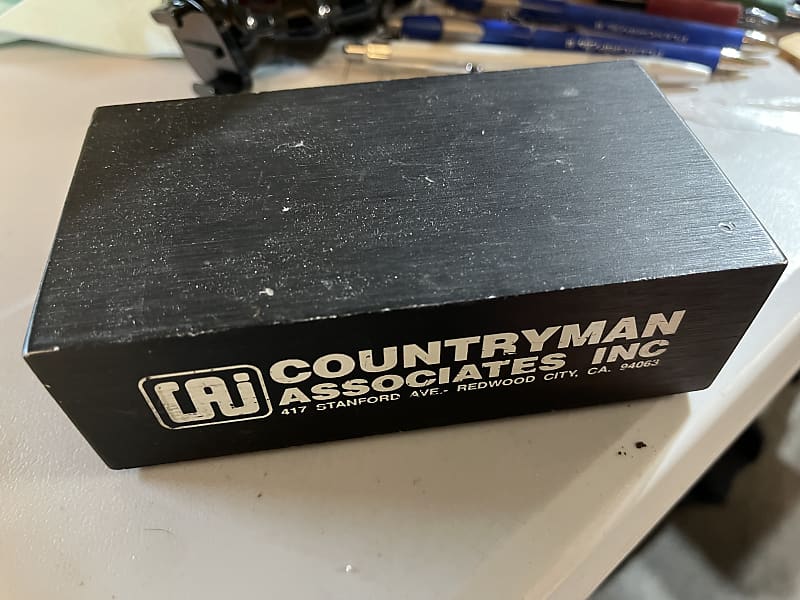 CAI
COUNTRYMAN
ASSOCIATES INC
417 STANFORD AVE.- REDWOOD CITY, CA. 94063